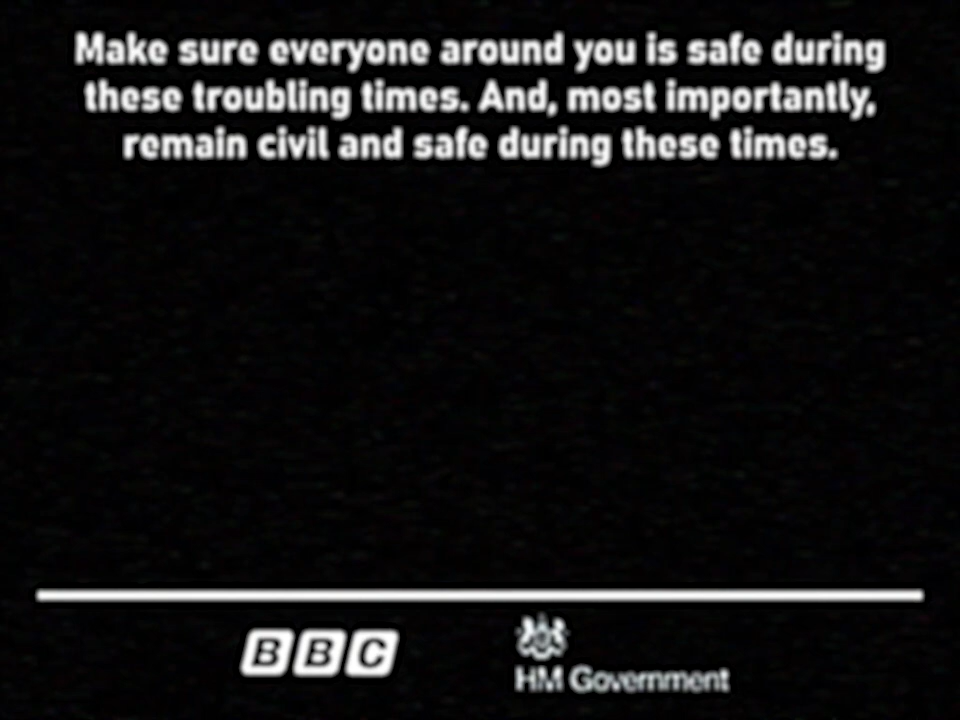 Make sure everyone around you is safe during
these troubling times. And, most importantly,
remain civil and safe during these times.
BBC
HM Government